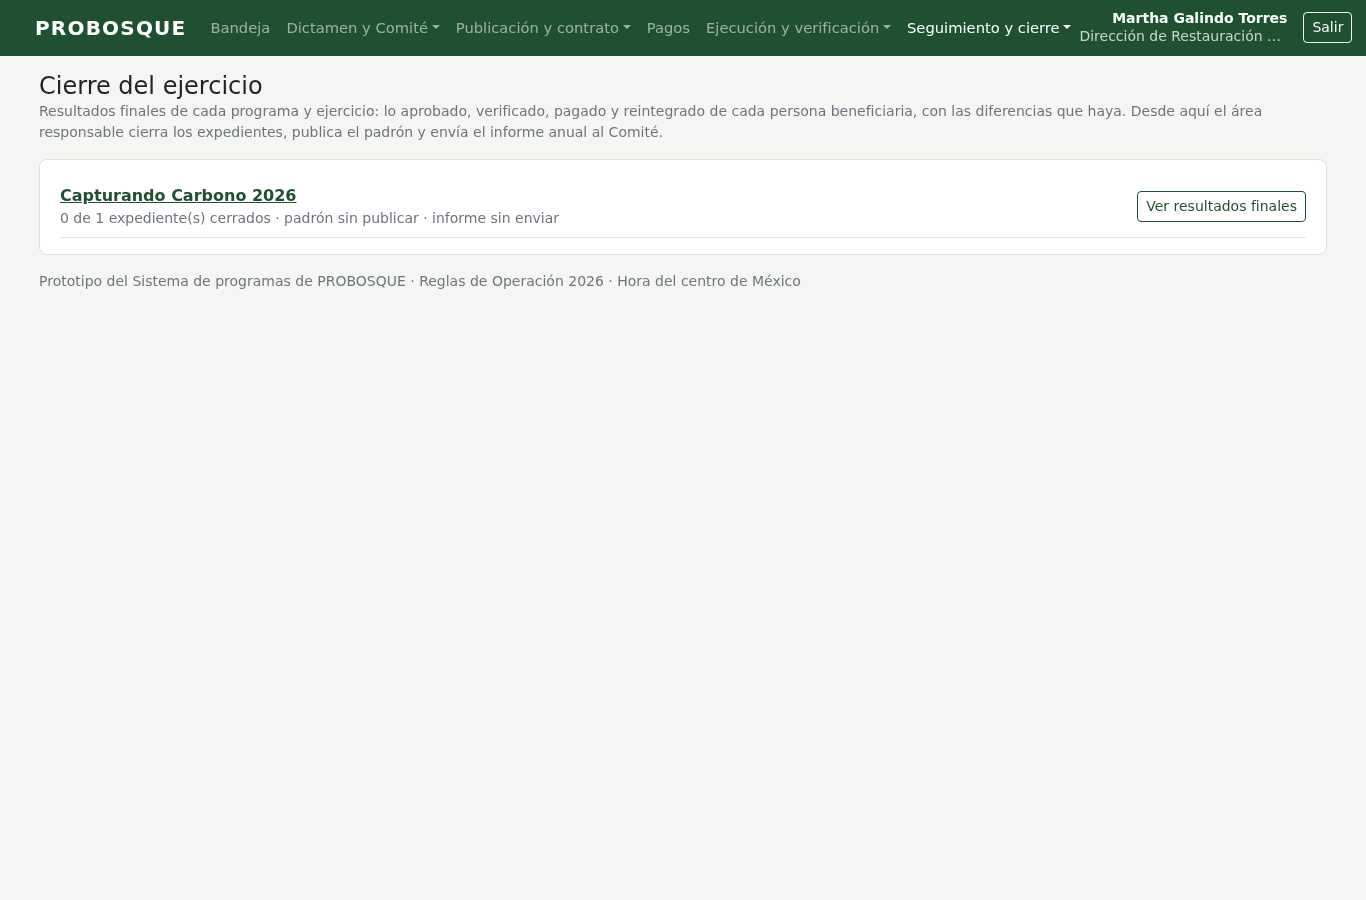 PROBOSQUE
Bandeja
Dictamen y Comité
Publicación y contrato
Pagos
Ejecución y verificación
Seguimiento y cierre
Martha Galindo Torres
Dirección de Restauración ...
Salir
Cierre del ejercicio
Resultados finales de cada programa y ejercicio: lo aprobado, verificado, pagado y reintegrado de cada persona beneficiaria, con las diferencias que haya. Desde aquí el área
responsable cierra los expedientes, publica el padrón y envía el informe anual al Comité.
Capturando Carbono 2026
0 de 1 expediente(s) cerrados · padrón sin publicar · informe sin enviar
Ver resultados finales
Prototipo del Sistema de programas de PROBOSQUE · Reglas de Operación 2026 · Hora del centro de México